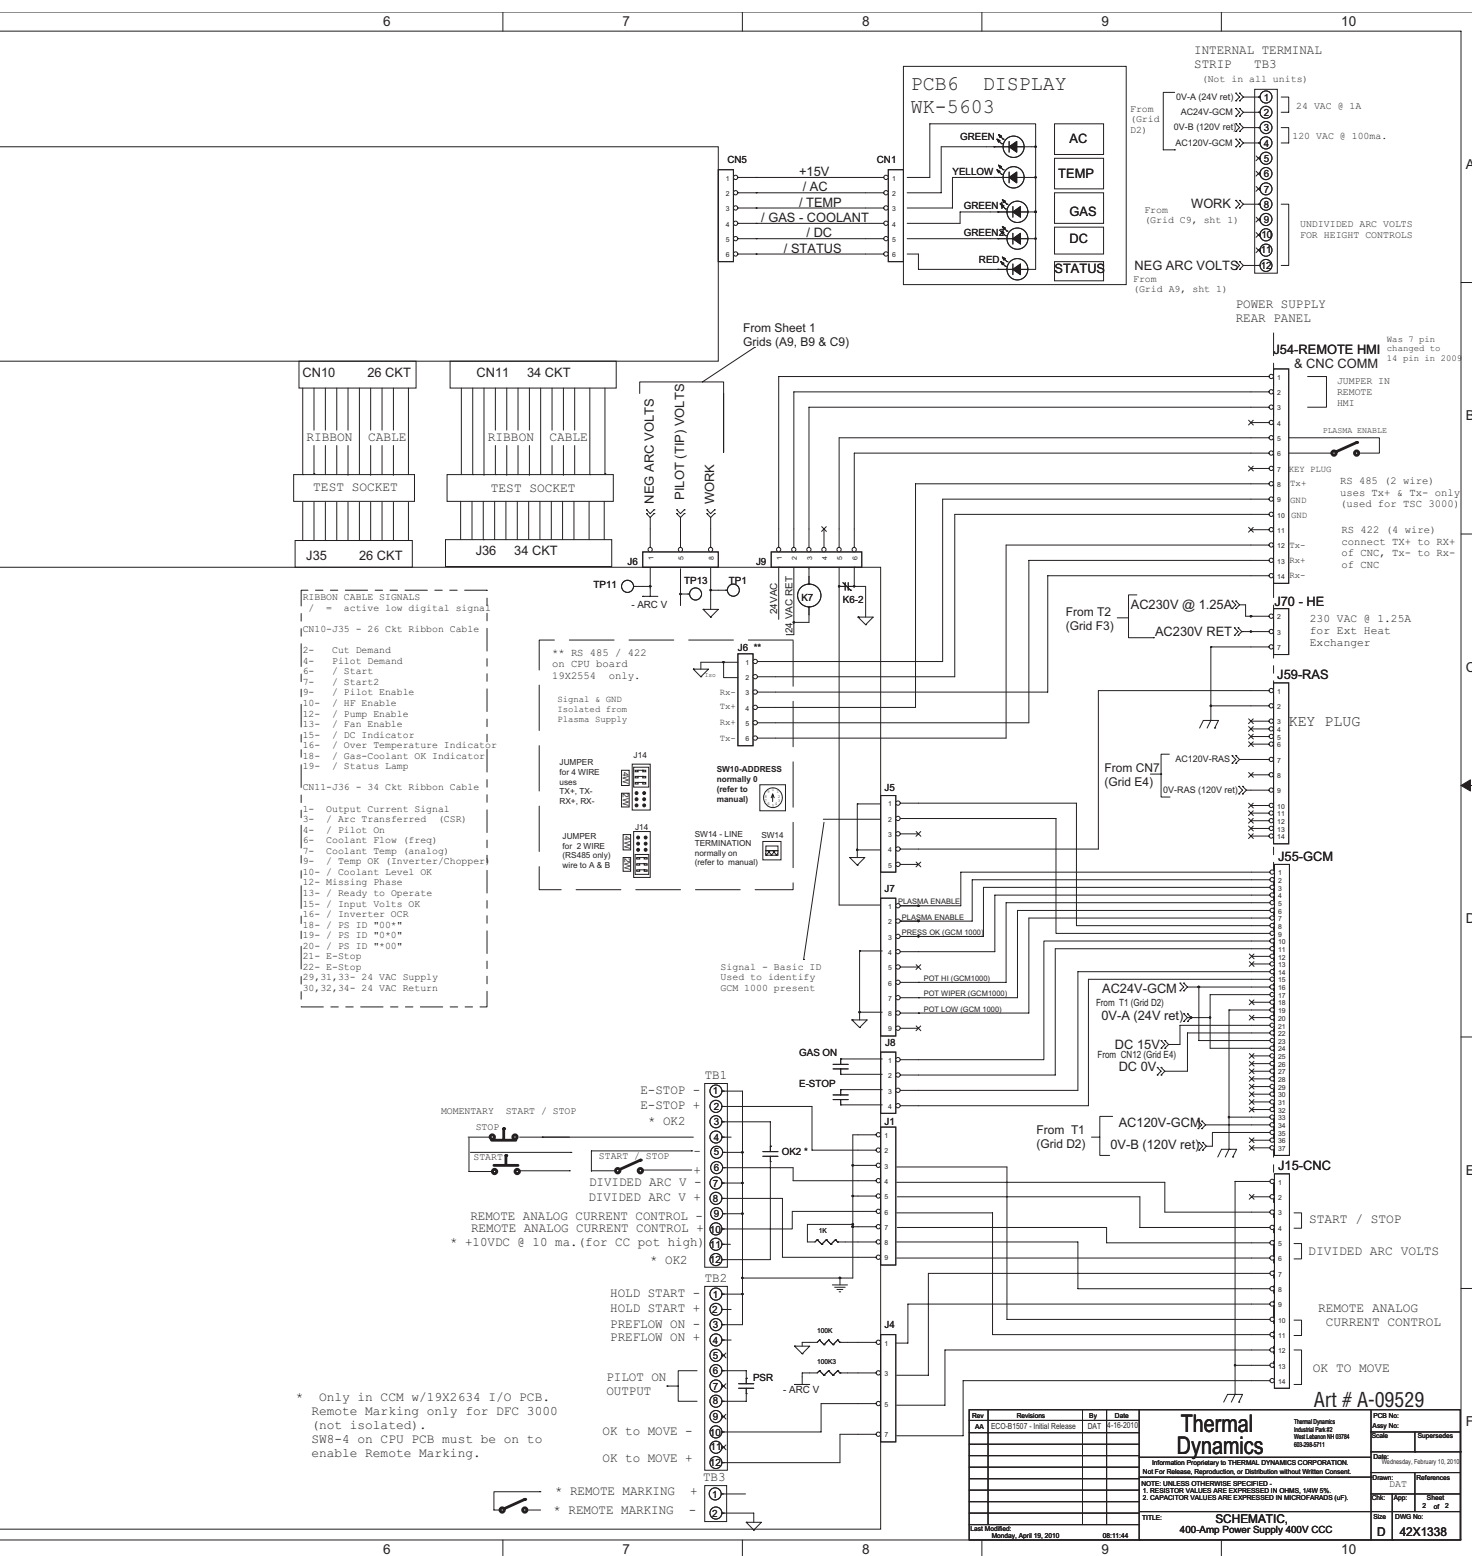 6
7
8
9
10
INTERNAL TERMINAL
STRIP TB3
(Not in all units)
0V-A (24V ret)
AC24V-GCM
0V-B (120V ret)
AC120V-GCM
24 VAC @ 1A
120 VAC @ 100ma.
From
(Grid
D2)
WORK
From
(Grid C9, sht 1)
UNDIVIDED ARC VOLTS
FOR HEIGHT CONTROLS
NEG ARC VOLTS
From
(Grid A9, sht 1)
PCB6 DISPLAY
WK-5603
GREEN
YELLOW
GREEN1
GREEN2
RED
AC
TEMP
GAS
DC
STATUS
CN5
CN1
+15V
/ AC
/ TEMP
/ GAS - COOLANT
/ DC
/ STATUS
POWER SUPPLY
REAR PANEL
From Sheet 1
Grids (A9, B9 & C9)
CN10 26 CKT
CN11 34 CKT
RIBBON CABLE
RIBBON CABLE
TEST SOCKET
TEST SOCKET
J35 26 CKT
J36 34 CKT
NEG ARC VOLTS
PILOT (TIP) VOLTS
WORK
J6
J9
TP11
TP13
TP1
- ARC V
24VAC
24 VAC RET
K7
K6-2
J54-REMOTE HMI
& CNC COMM
Was 7 pin
changed to
14 pin in 2009
JUMPER IN
REMOTE
HMI
PLASMA ENABLE
KEY PLUG
Tx+
GND
GND
Tx-
Rx+
Rx-
RS 485 (2 wire)
uses Tx+ & Tx- only
(used for TSC 3000)
RS 422 (4 wire)
connect TX+ to RX+
of CNC, Tx- to Rx-
of CNC
J70 - HE
From T2
(Grid F3)
AC230V @ 1.25A
AC230V RET
230 VAC @ 1.25A
for Ext Heat
Exchanger
J59-RAS
KEY PLUG
From CN7
(Grid E4)
AC120V-RAS
0V-RAS (120V ret)
RIBBON CABLE SIGNALS
/ = active low digital signal
CN10-J35 - 26 Ckt Ribbon Cable
2- Cut Demand
4- Pilot Demand
6- / Start
7- / Start2
9- / Pilot Enable
10- / HF Enable
12- / Pump Enable
13- / Fan Enable
15- / DC Indicator
16- / Over Temperature Indicator
18- / Gas-Coolant OK Indicator
19- / Status Lamp
CN11-J36 - 34 Ckt Ribbon Cable
1- Output Current Signal
3- / Arc Transferred (CSR)
4- / Pilot On
6- Coolant Flow (freq)
7- Coolant Temp (analog)
9- / Temp OK (Inverter/Chopper)
10- / Coolant Level OK
12- Missing Phase
13- / Ready to Operate
15- / Input Volts OK
16- / Inverter OCR
18- / PS ID "00*"
19- / PS ID "0*0"
20- / PS ID "*00"
21- E-Stop
22- E-Stop
29,31,33- 24 VAC Supply
30,32,34- 24 VAC Return
** RS 485 / 422
on CPU board
19X2554 only.
Signal & GND
Isolated from
Plasma Supply
J6 **
Iso
Rx-
Tx+
Rx+
Tx-
JUMPER
for 4 WIRE
uses
TX+, TX-
RX+, RX-
J14
JUMPER
for 2 WIRE
(RS485 only)
wire to A & B
J14
SW10-ADDRESS
normally 0
(refer to
manual)
SW14 - LINE
TERMINATION
normally on
(refer to manual)
SW14
J5
J7
PLASMA ENABLE
PLASMA ENABLE
PRESS OK (GCM 1000)
POT HI (GCM1000)
POT WIPER (GCM1000)
POT LOW (GCM 1000)
Signal - Basic ID
Used to identify
GCM 1000 present
J55-GCM
AC24V-GCM
From T1 (Grid D2)
0V-A (24V ret)
DC 15V
From CN12 (Grid E4)
DC 0V
From T1
(Grid D2)
AC120V-GCM
0V-B (120V ret)
J8
GAS ON
E-STOP
TB1
E-STOP -
E-STOP +
* OK2
MOMENTARY START / STOP
STOP
START
START / STOP
-
+
DIVIDED ARC V -
DIVIDED ARC V +
REMOTE ANALOG CURRENT CONTROL -
REMOTE ANALOG CURRENT CONTROL +
* +10VDC @ 10 ma.(for CC pot high)
* OK2
OK2 *
J1
1K
J15-CNC
START / STOP
DIVIDED ARC VOLTS
REMOTE ANALOG
CURRENT CONTROL
OK TO MOVE
TB2
HOLD START -
HOLD START +
PREFLOW ON -
PREFLOW ON +
PILOT ON
OUTPUT
PSR
OK to MOVE -
OK to MOVE +
J4
100K
100K3
- ARC V
TB3
* REMOTE MARKING +
* REMOTE MARKING -
* Only in CCM w/19X2634 I/O PCB.
Remote Marking only for DFC 3000
(not isolated).
SW8-4 on CPU PCB must be on to
enable Remote Marking.
Art # A-09529
Rev Revisions By Date
AA ECO-B1507 - Initial Release DAT 4-16-2010
Last Modified:
Monday, April 19, 2010 08:11:44
Thermal
Dynamics
Thermal Dynamics
Industrial Park #2
West Lebanon NH 03784
603-298-5711
Information Proprietary to THERMAL DYNAMICS CORPORATION.
Not For Release, Reproduction, or Distribution without Written Consent.
NOTE: UNLESS OTHERWISE SPECIFIED -
1. RESISTOR VALUES ARE EXPRESSED IN OHMS, 1/4W 5%.
2. CAPACITOR VALUES ARE EXPRESSED IN MICROFARADS (uF).
TITLE:
SCHEMATIC,
400-Amp Power Supply 400V CCC
PCB No:
Assy No:
Scale Supersedes
Date:
Wednesday, February 10, 2010
Drawn: References
DAT
Chk: App: Sheet
2 of 2
Size DWG No:
D 42X1338
A
B
C
D
E
F
6
7
8
9
10